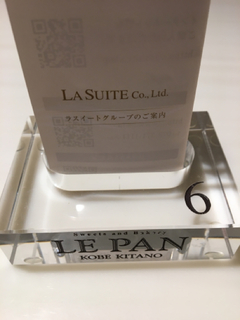 LA SUITE Co., Ltd.
ラスイートグループのご案内
6
Sweets and Bakery
LE PAN
KOBE KITANO